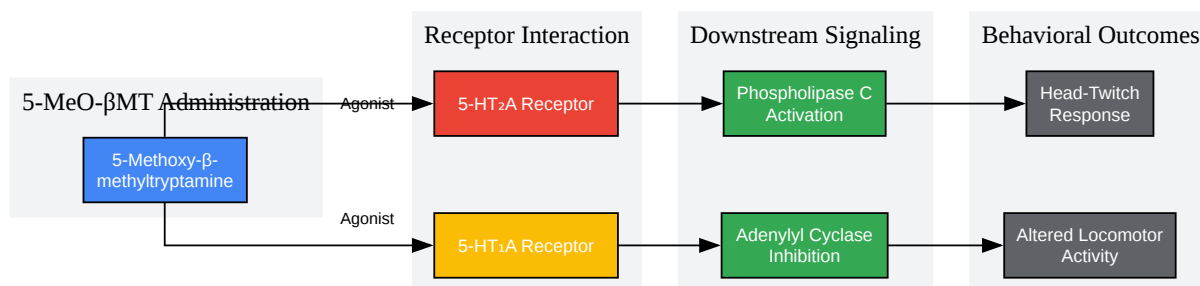 Receptor Interaction
Downstream Signaling
Behavioral Outcomes
5-MeO-βMT Administration
Agonist
5-HT₂A Receptor
Phospholipase C
Activation
Head-Twitch
Response
5-Methoxy-β-
methyltryptamine
Agonist
5-HT₁A Receptor
Adenylyl Cyclase
Inhibition
Altered Locomotor
Activity